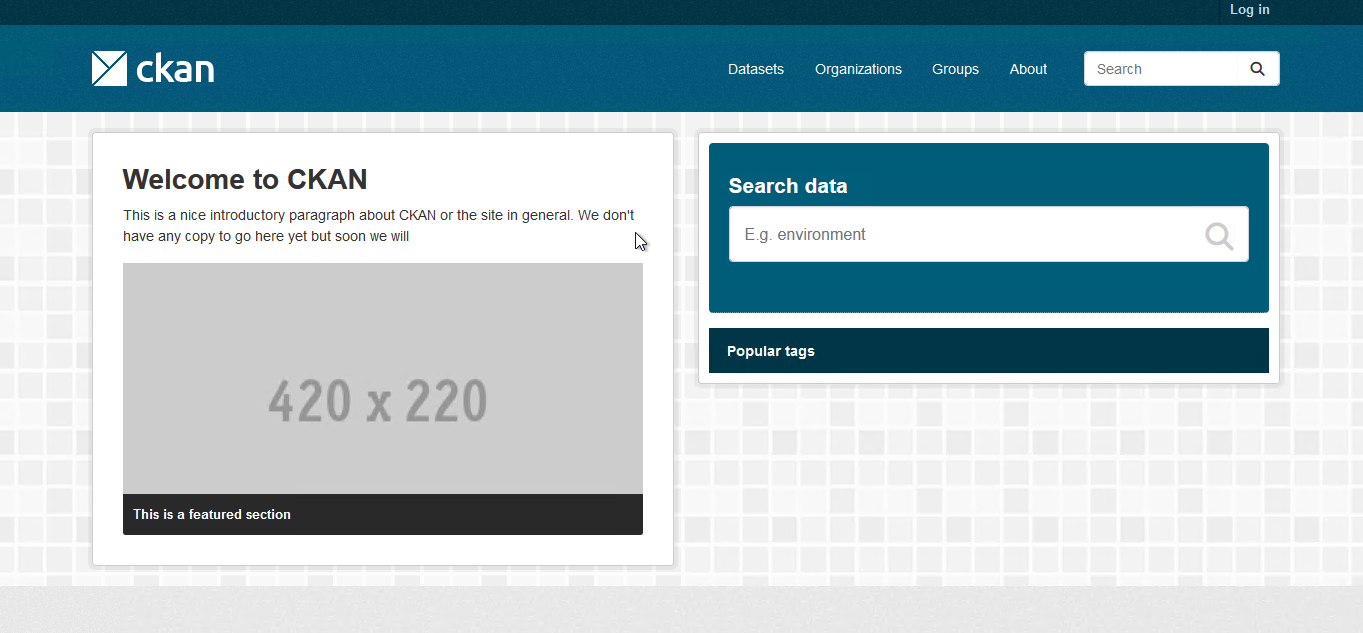 Log in
ckan
Datasets Organizations Groups About Search
Welcome to CKAN
This is a nice introductory paragraph about CKAN or the site in general. We don't
have any copy to go here yet but soon we will
420 x 220
This is a featured section
Search data
E.g. environment
Popular tags